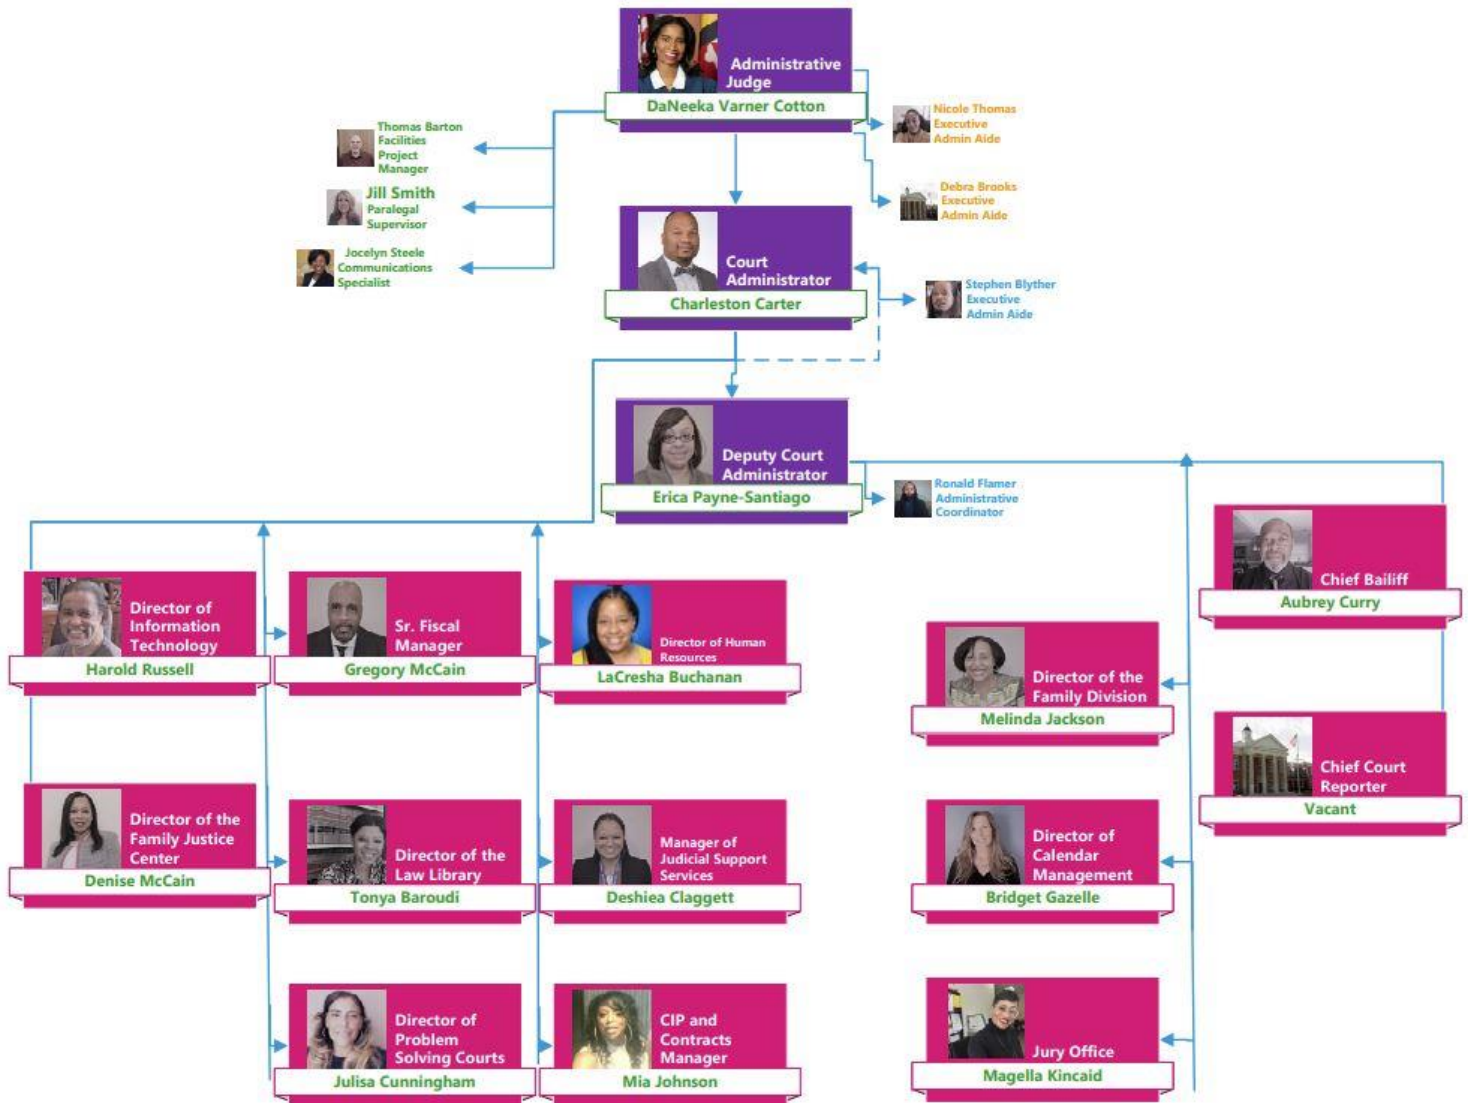 Administrative
Judge
DaNeeka Varner Cotton
Nicole Thomas
Executive
Admin Aide
Thomas Barton
Facilities
Project
Manager
Debra Brooks
Executive
Admin Aide
Jill Smith
Paralegal
Supervisor
Jocelyn Steele
Communications
Specialist
Court
Administrator
Charleston Carter
Stephen Blyther
Executive
Admin Aide
Deputy Court
Administrator
Erica Payne-Santiago
Ronald Flamer
Administrative
Coordinator
Director of
Information
Technology
Harold Russell
Sr. Fiscal
Manager
Gregory McCain
Director of Human
Resources
LaCresha Buchanan
Chief Bailiff
Aubrey Curry
Director of the
Family Division
Melinda Jackson
Chief Court
Reporter
Vacant
Director of the
Family Justice
Center
Denise McCain
Director of the
Law Library
Tonya Baroudi
Manager of
Judicial Support
Services
Deshiea Claggett
Director of
Calendar
Management
Bridget Gazelle
Director of
Problem
Solving Courts
Julisa Cunningham
CIP and
Contracts
Manager
Mia Johnson
Jury Office
Magella Kincaid